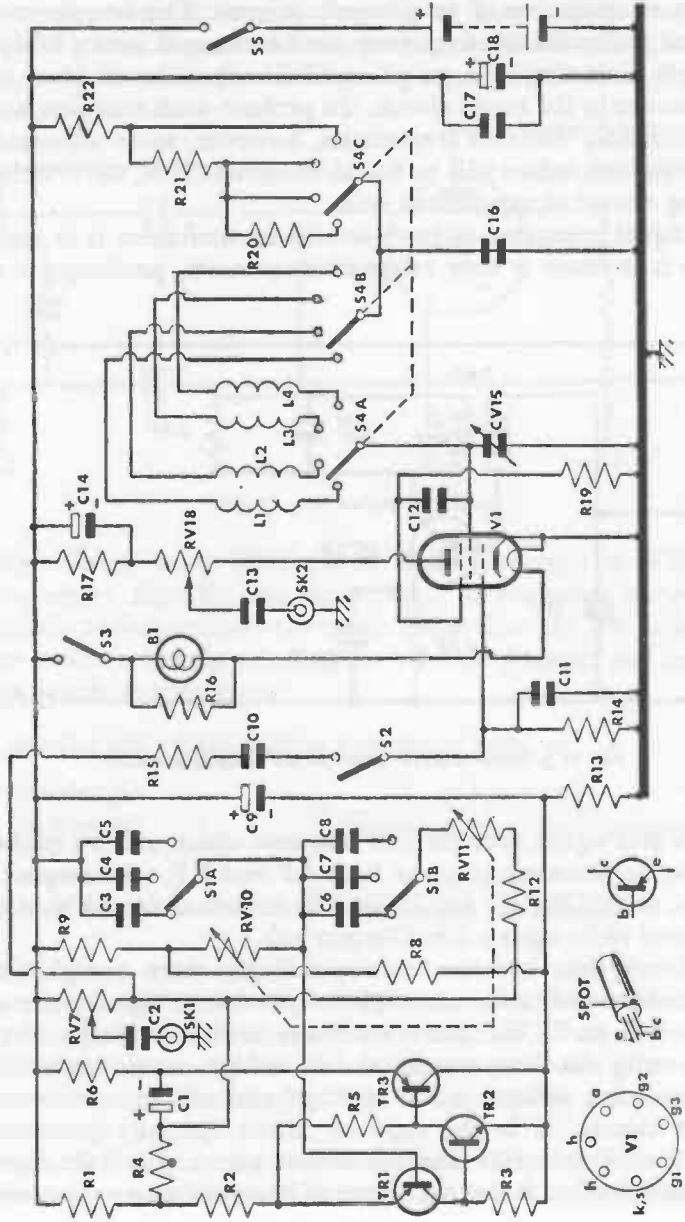 R1
R4
R2
TR1
R3
C1
+
-
R6
RV7
C2
SK1
R5
TR3
TR2
R9
C3
C4
C5
S1A
RV10
R8
C6
C7
C8
S1B
RV11
R12
C9
+
-
R15
C10
S2
R13
R14
C11
S3
B1
R16
R17
C14
+
-
RV18
C13
SK2
V1
C12
R19
CV15
L1
L2
L3
L4
S4A
S4B
S4C
R20
R21
R22
C16
C17
C18
+
-
S5
+
h
h
a
k,s
V1
g2
g1
g3
SPOT
e
b
c
b
c
e